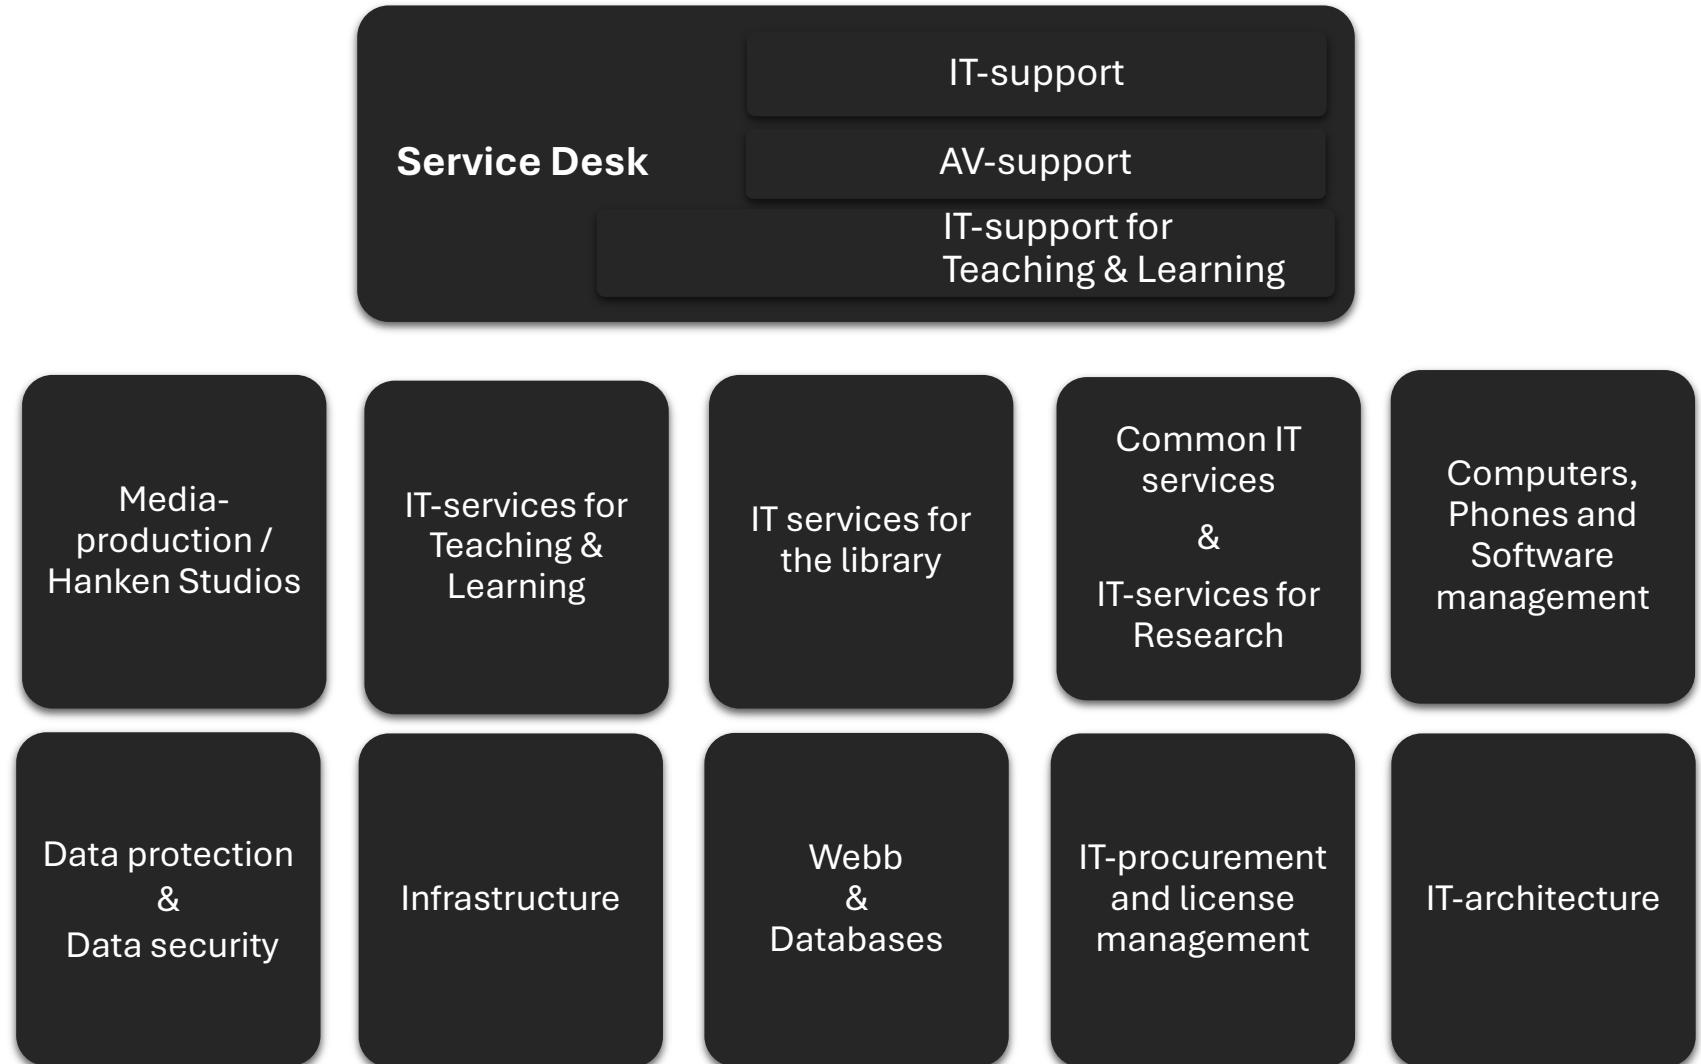 IT-support
Service Desk
AV-support
IT-support for
Teaching & Learning
Media-
production /
Hanken Studios
IT-services for
Teaching &
Learning
IT services for
the library
Common IT
services
&
IT-services for
Research
Computers,
Phones and
Software
management
Data protection
&
Data security
Infrastructure
Webb
&
Databases
IT-procurement
and license
management
IT-architecture